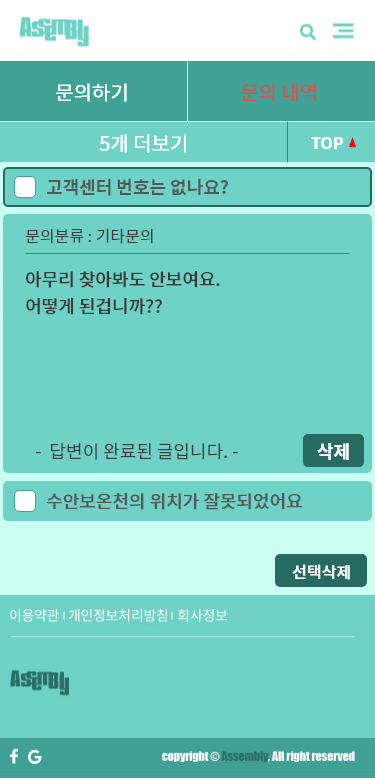 Assembly
문의하기
문의 내역
5개 더보기
TOP
고객센터 번호는 없나요?
문의분류 : 기타문의
아무리 찾아봐도 안보여요.
어떻게 된겁니까??
- 답변이 완료된 글입니다. -
삭제
수안보온천의 위치가 잘못되었어요
선택삭제
이용약관 | 개인정보처리방침 | 회사정보
Assembly
copyright © Assembly, All right reserved